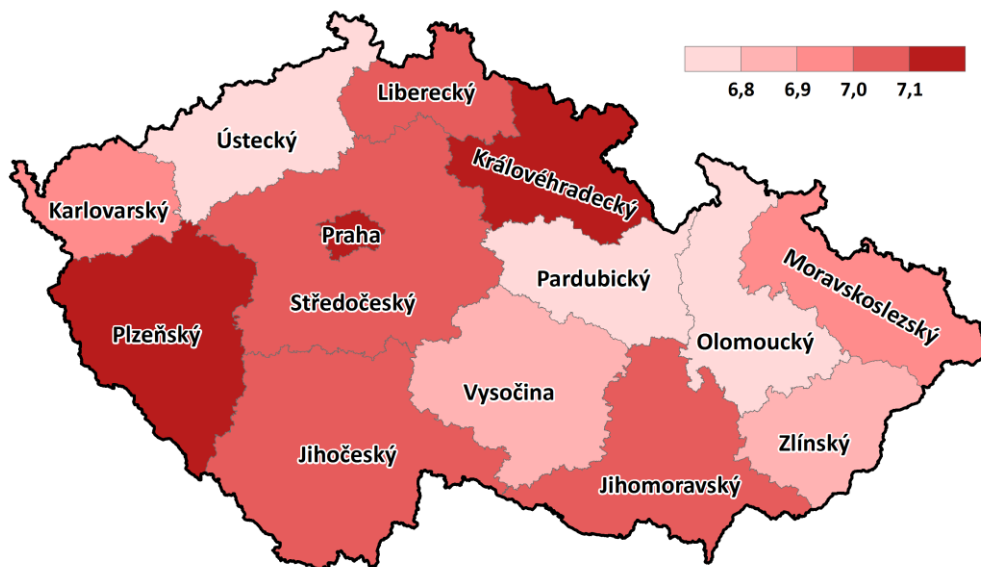 6,8 6,9 7,0 7,1
Liberecký
Ústecký
Královéhradecký
Karlovarský
Praha
Pardubický
Moravskoslezský
Středočeský
Plzeňský
Olomoucký
Vysočina
Zlínský
Jihočeský
Jihomoravský